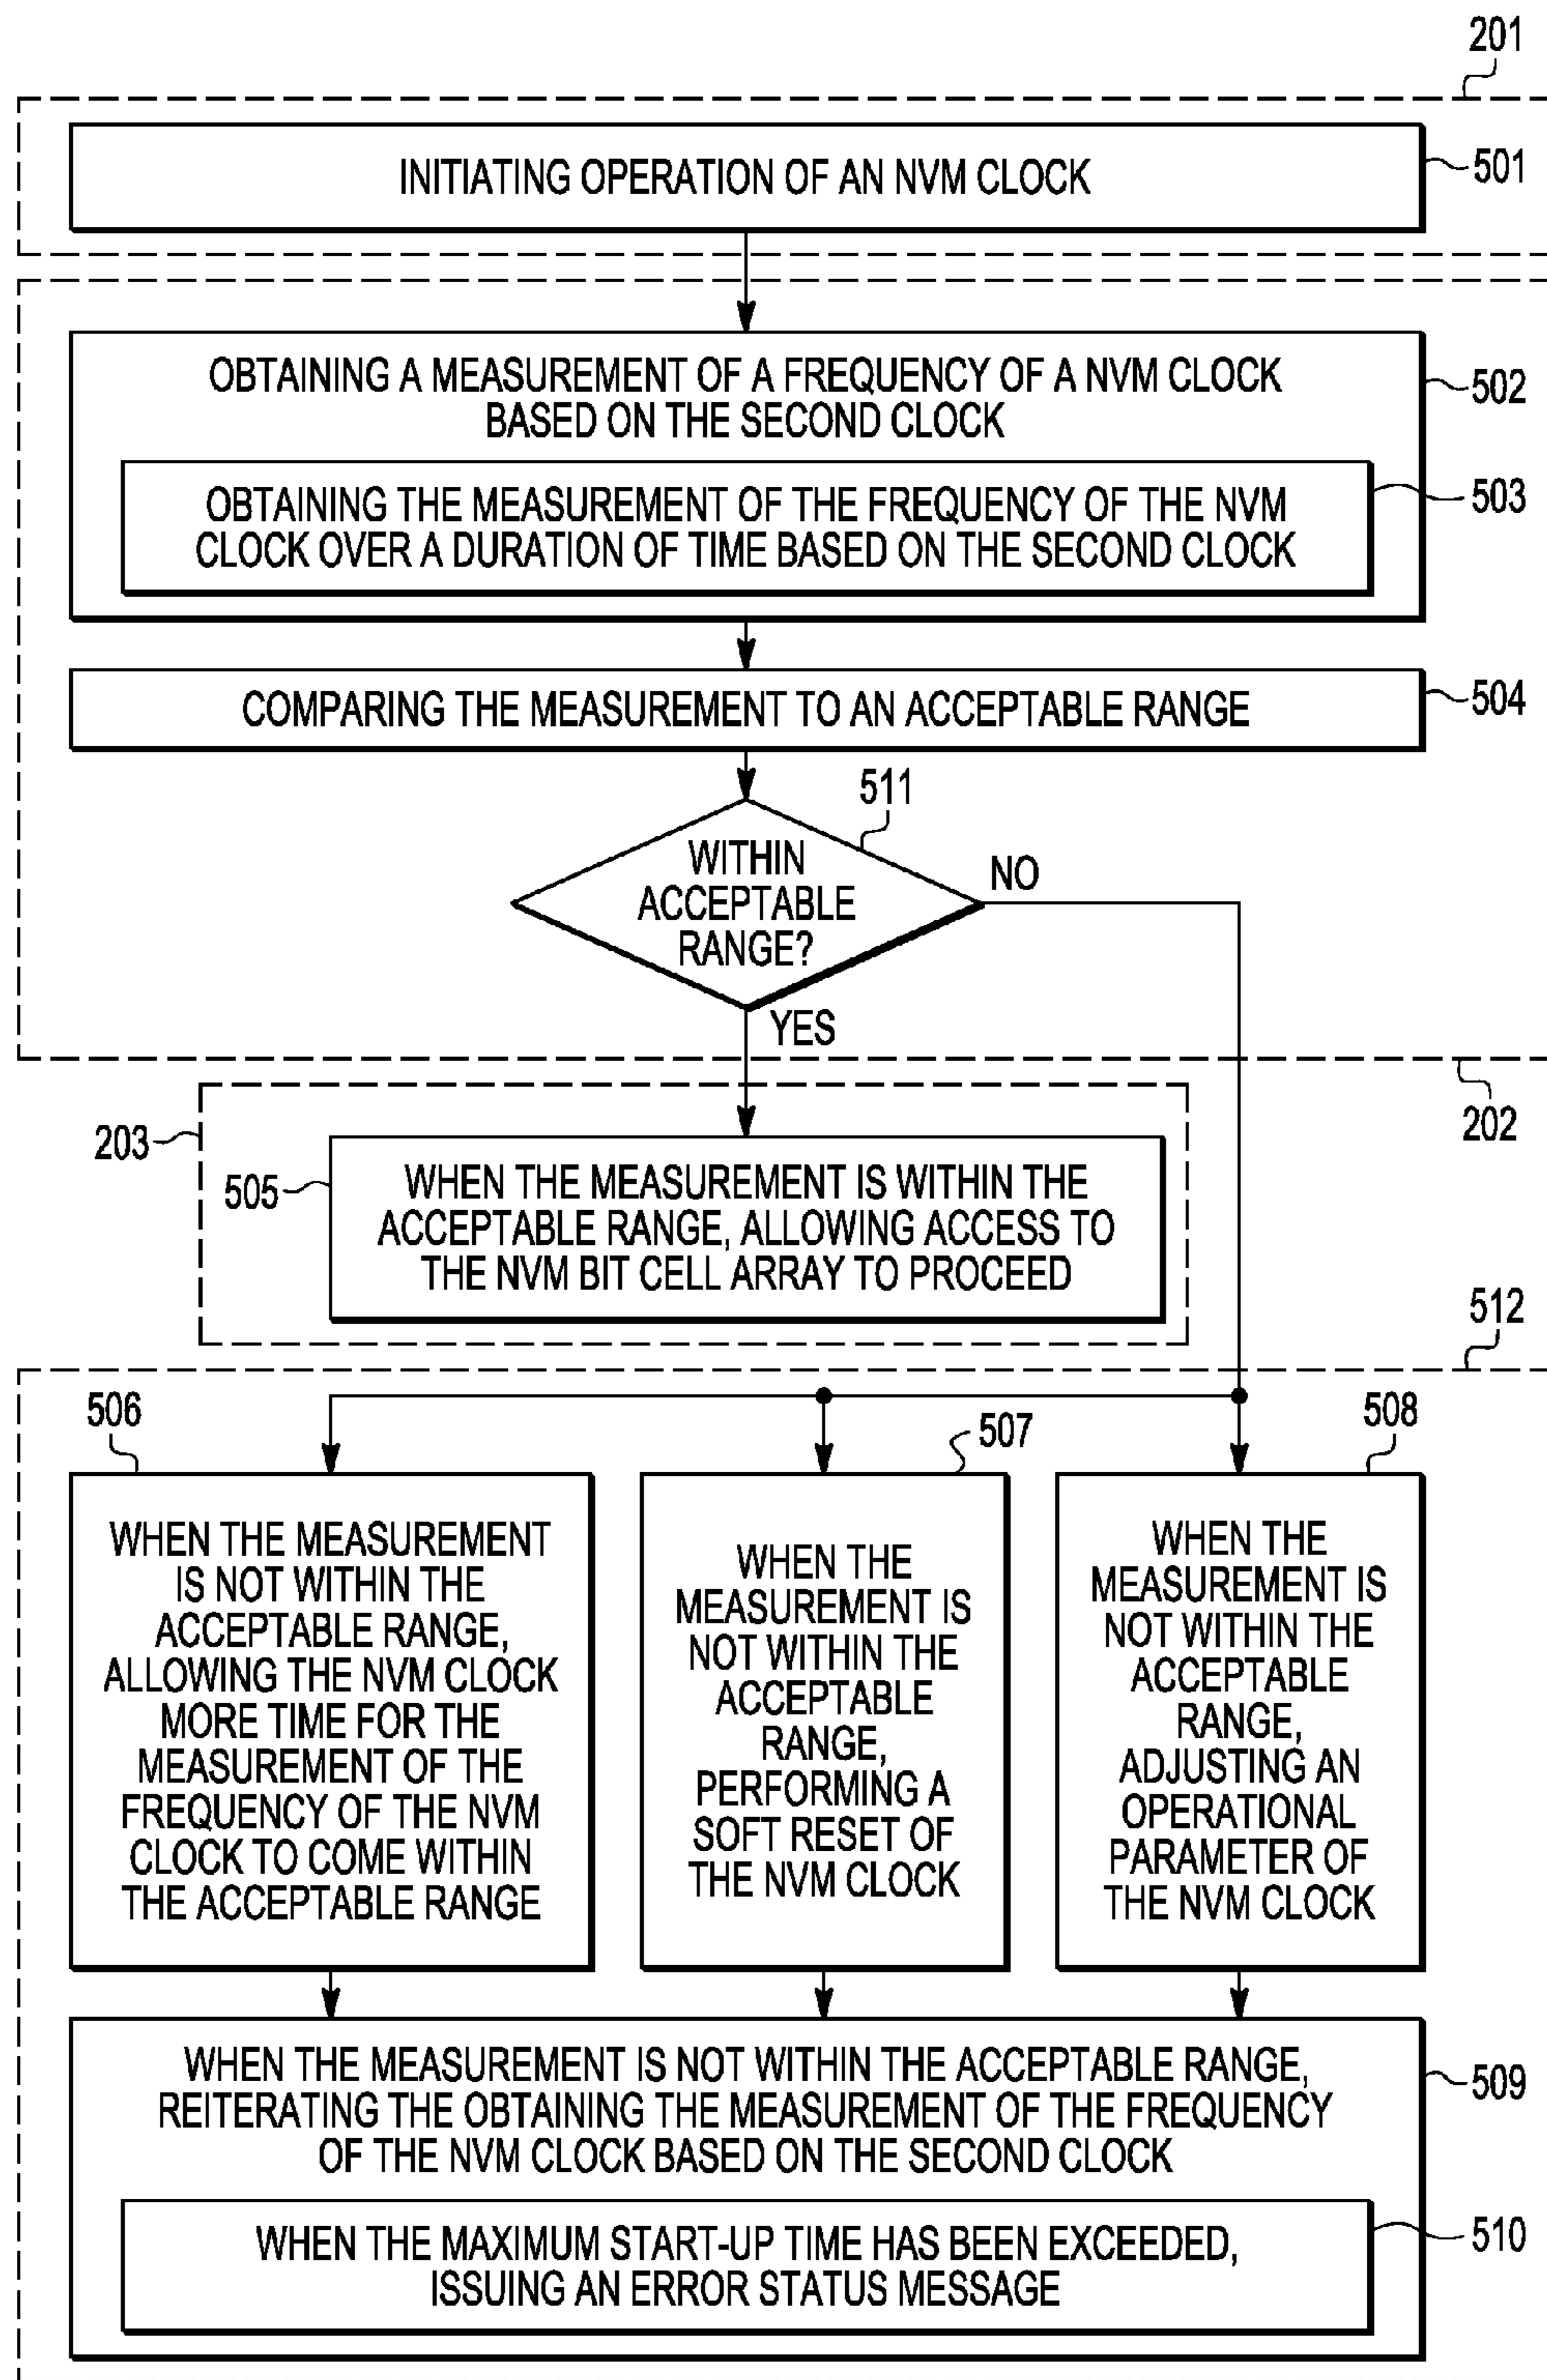 201
INITIATING OPERATION OF AN NVM CLOCK
501
OBTAINING A MEASUREMENT OF A FREQUENCY OF A NVM CLOCK
BASED ON THE SECOND CLOCK
502
OBTAINING THE MEASUREMENT OF THE FREQUENCY OF THE NVM
CLOCK OVER A DURATION OF TIME BASED ON THE SECOND CLOCK
503
COMPARING THE MEASUREMENT TO AN ACCEPTABLE RANGE
504
511
WITHIN
ACCEPTABLE
RANGE?
NO
YES
202
203
505
WHEN THE MEASUREMENT IS WITHIN THE
ACCEPTABLE RANGE, ALLOWING ACCESS TO
THE NVM BIT CELL ARRAY TO PROCEED
512
506
WHEN THE MEASUREMENT
IS NOT WITHIN THE
ACCEPTABLE RANGE,
ALLOWING THE NVM CLOCK
MORE TIME FOR THE
MEASUREMENT OF THE
FREQUENCY OF THE NVM
CLOCK TO COME WITHIN
THE ACCEPTABLE RANGE
507
WHEN THE
MEASUREMENT IS
NOT WITHIN THE
ACCEPTABLE
RANGE,
PERFORMING A
SOFT RESET OF
THE NVM CLOCK
508
WHEN THE
MEASUREMENT IS
NOT WITHIN THE
ACCEPTABLE
RANGE,
ADJUSTING AN
OPERATIONAL
PARAMETER OF
THE NVM CLOCK
WHEN THE MEASUREMENT IS NOT WITHIN THE ACCEPTABLE RANGE,
REITERATING THE OBTAINING THE MEASUREMENT OF THE FREQUENCY
OF THE NVM CLOCK BASED ON THE SECOND CLOCK
509
WHEN THE MAXIMUM START-UP TIME HAS BEEN EXCEEDED,
ISSUING AN ERROR STATUS MESSAGE
510